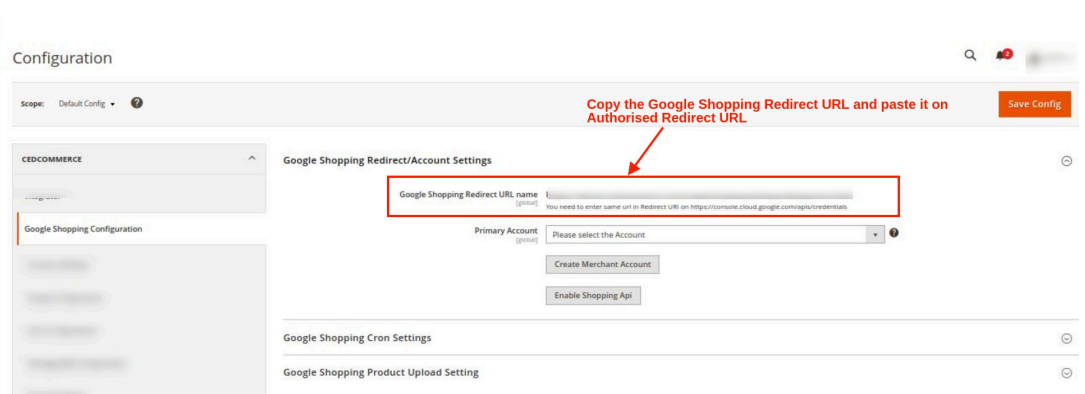 Configuration
2
Scope: Default Config
?
Copy the Google Shopping Redirect URL and paste it on
Authorised Redirect URL
Save Config
CEDCOMMERCE
Google Shopping Configuration
Google Shopping Redirect/Account Settings
Google Shopping Redirect URL name
[global]
You need to enter same url in Redirect URI on https://console.cloud.google.com/apis/credentials
Primary Account
[global]
Please select the Account
?
Create Merchant Account
Enable Shopping Api
Google Shopping Cron Settings
Google Shopping Product Upload Setting